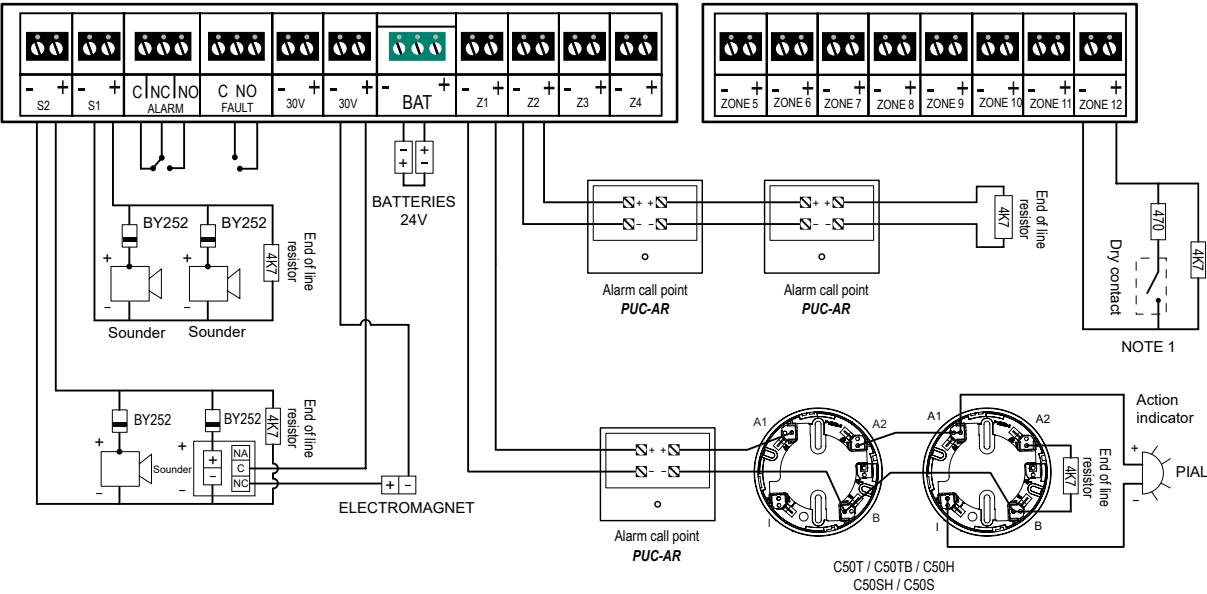 - + - + - + - + - + - + - + - + - +
S2 S1 C NC NO C NO 30V 30V BAT Z1 Z2 Z3 Z4
ALARM FAULT
- + - + - + - + - + - + - + - +
ZONE 5 ZONE 6 ZONE 7 ZONE 8 ZONE 9 ZONE 10 ZONE 11 ZONE 12
- +
+ -
BATTERIES
24V
BY252 BY252
+ +
- -
4K7
End of line
resistor
Sounder Sounder
BY252 BY252
+
-
Sounder
+
-
-
NA
C
NC
4K7
End of line
resistor
+ -
ELECTROMAGNET
+ +
- -
Alarm call point
PUC-AR
+ +
- -
Alarm call point
PUC-AR
4K7
End of line
resistor
470
4K7
Dry contact
NOTE 1
+ +
- -
Alarm call point
PUC-AR
A1 A2
I B
A1 A2
I B
4K7
End of line
resistor
Action
indicator
+
-
PIAL
C50T / C50TB / C50H
C50SH / C50S